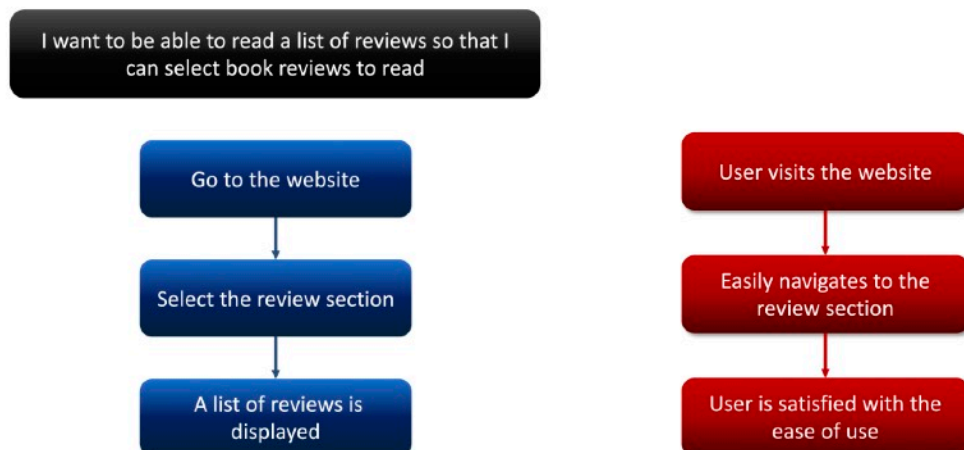 I want to be able to read a list of reviews so that I
can select book reviews to read
Go to the website
Select the review section
A list of reviews is
displayed
User visits the website
Easily navigates to the
review section
User is satisfied with the
ease of use